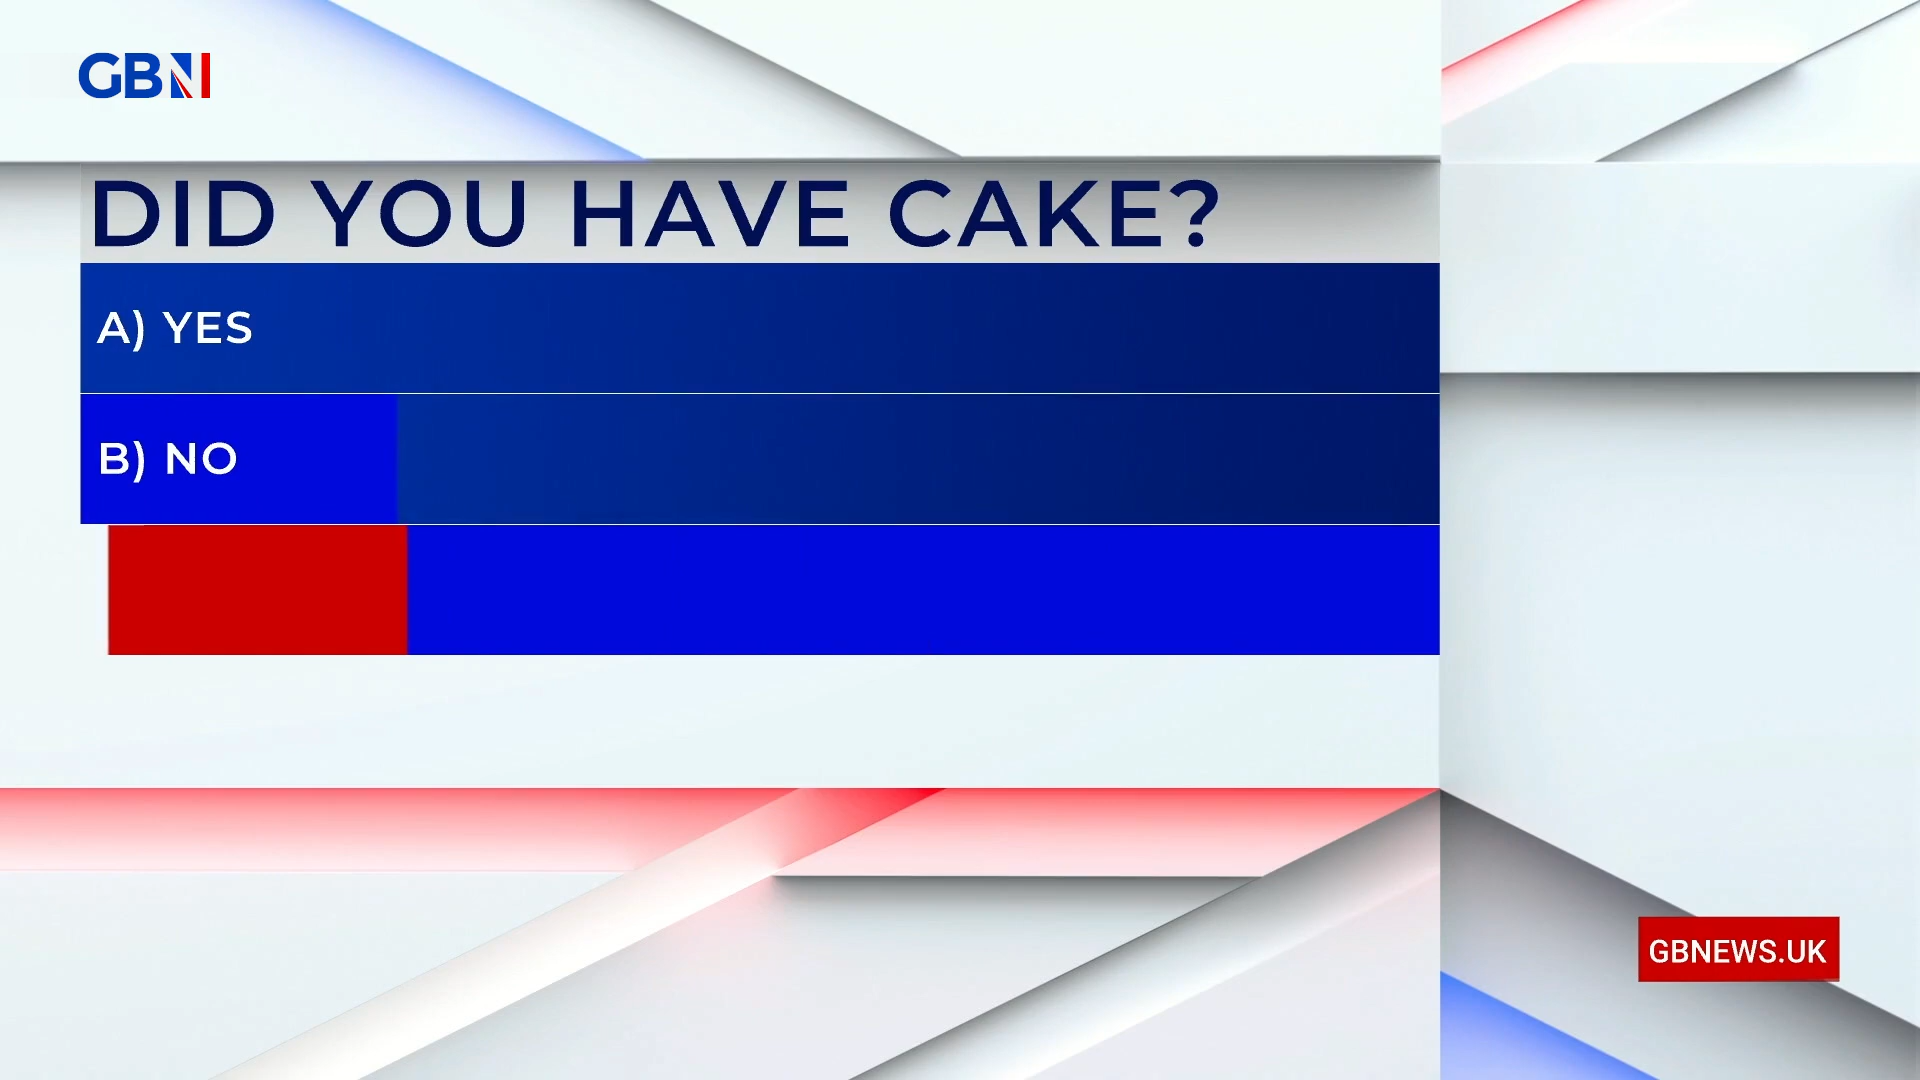 GBN
DID YOU HAVE CAKE?
A) YES
B) NO
GBNEWS.UK